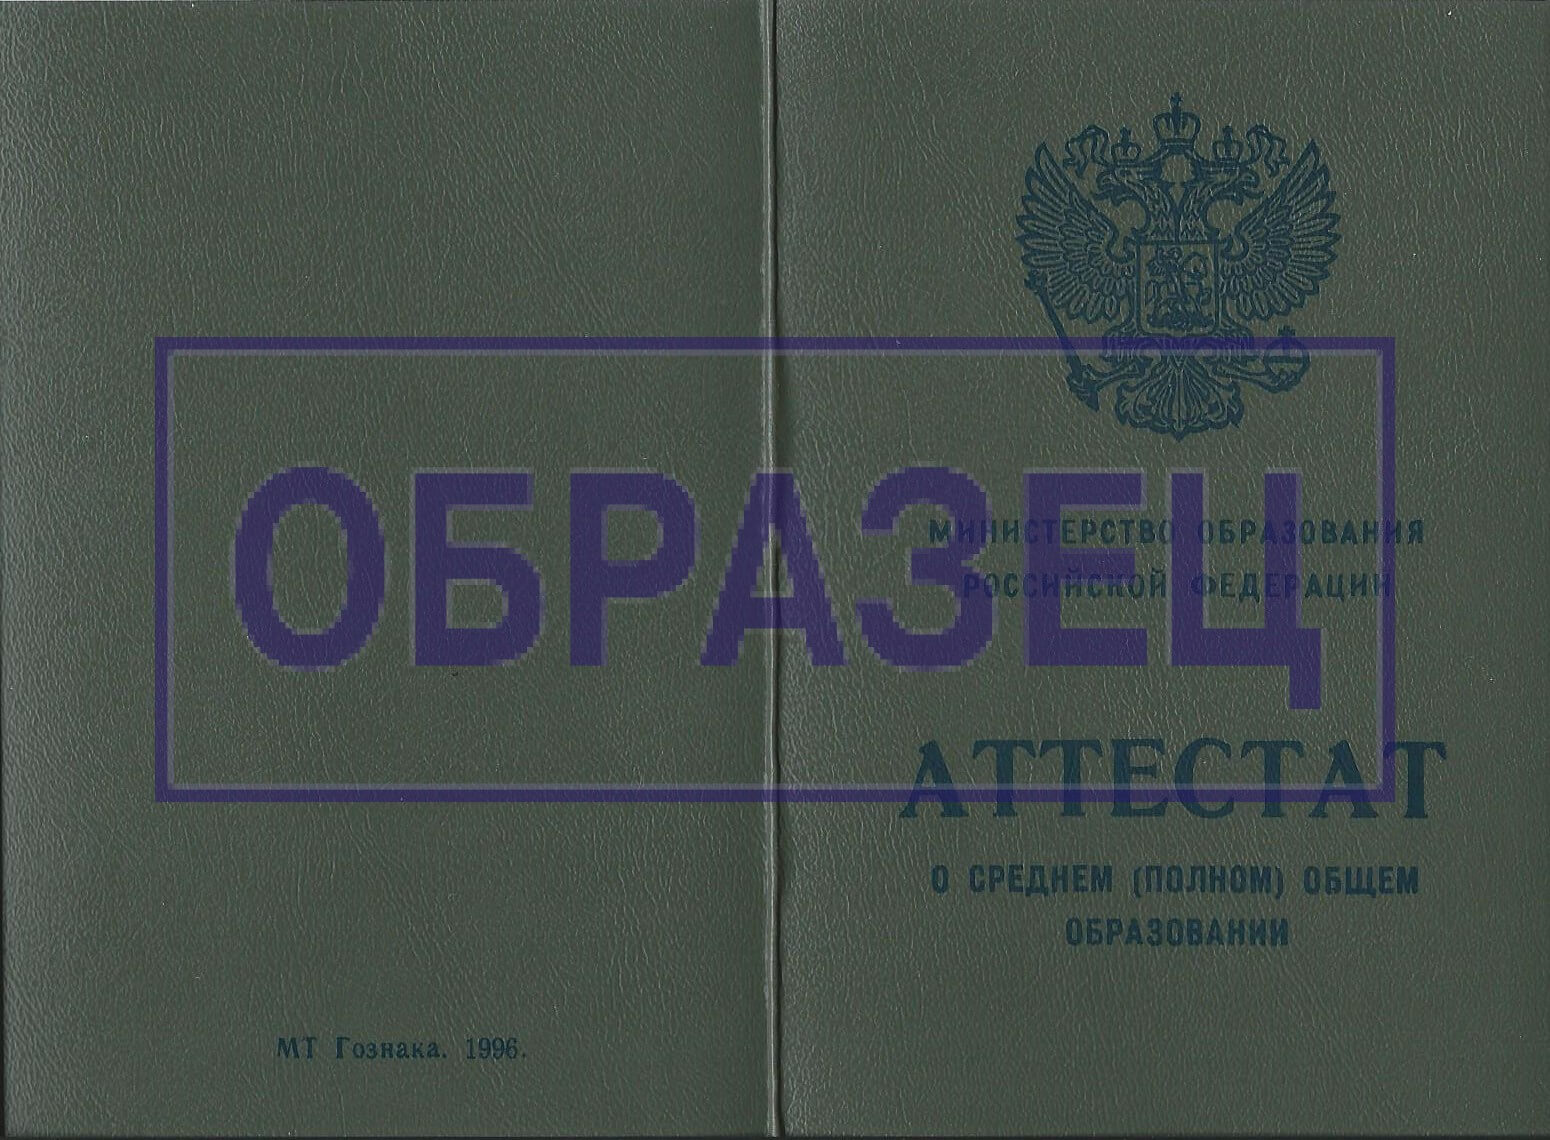 МИНИСТЕРСТВО ОБРАЗОВАНИЯ
РОССИЙСКОЙ ФЕДЕРАЦИИ
ОБРАЗЕЦ
АТТЕСТАТ
О СРЕДНЕМ (ПОЛНОМ) ОБЩЕМ
ОБРАЗОВАНИИ
МТ Гознака. 1996.